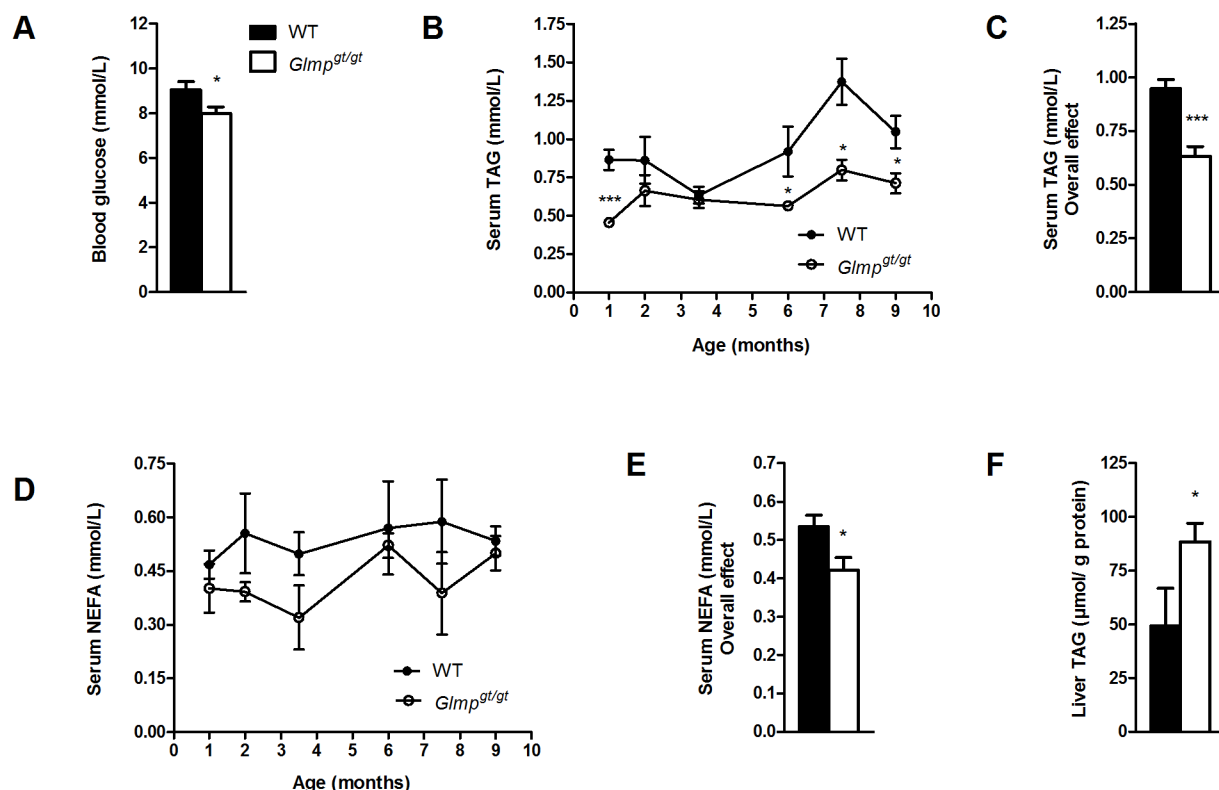 A
Blood glucose (mmol/L)
12
10
8
6
4
2
0
*
WT
Glmp^gt/gt
B
Serum TAG (mmol/L)
1.75
1.50
1.25
1.00
0.75
0.50
0.25
0.00
***
*
*
*
WT
Glmp^gt/gt
0 1 2 3 4 5 6 7 8 9 10
Age (months)
C
Serum TAG (mmol/L)
Overall effect
1.25
1.00
0.75
0.50
0.25
0.00
***
D
Serum NEFA (mmol/L)
0.75
0.60
0.45
0.30
0.15
0.00
WT
Glmp^gt/gt
0 1 2 3 4 5 6 7 8 9 10
Age (months)
E
Serum NEFA (mmol/L)
Overall effect
0.7
0.6
0.5
0.4
0.3
0.2
0.1
0.0
*
F
Liver TAG (µmol/ g protein)
125
100
75
50
25
0
*